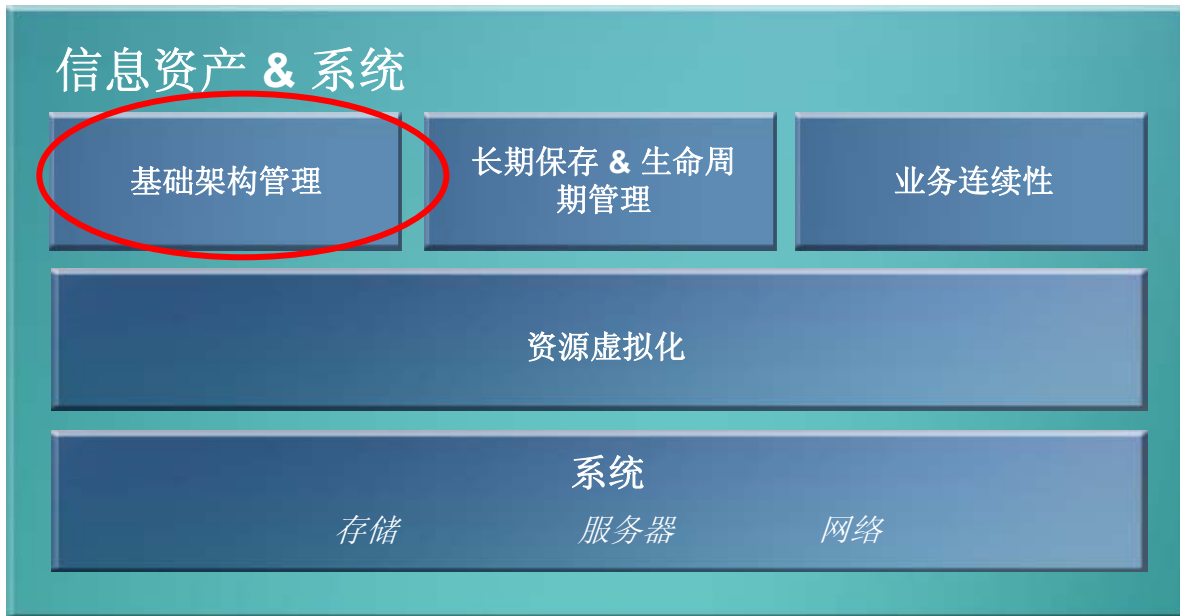 信息资产 & 系统
基础架构管理
长期保存 & 生命周
期管理
业务连续性
资源虚拟化
系统
存储 服务器 网络